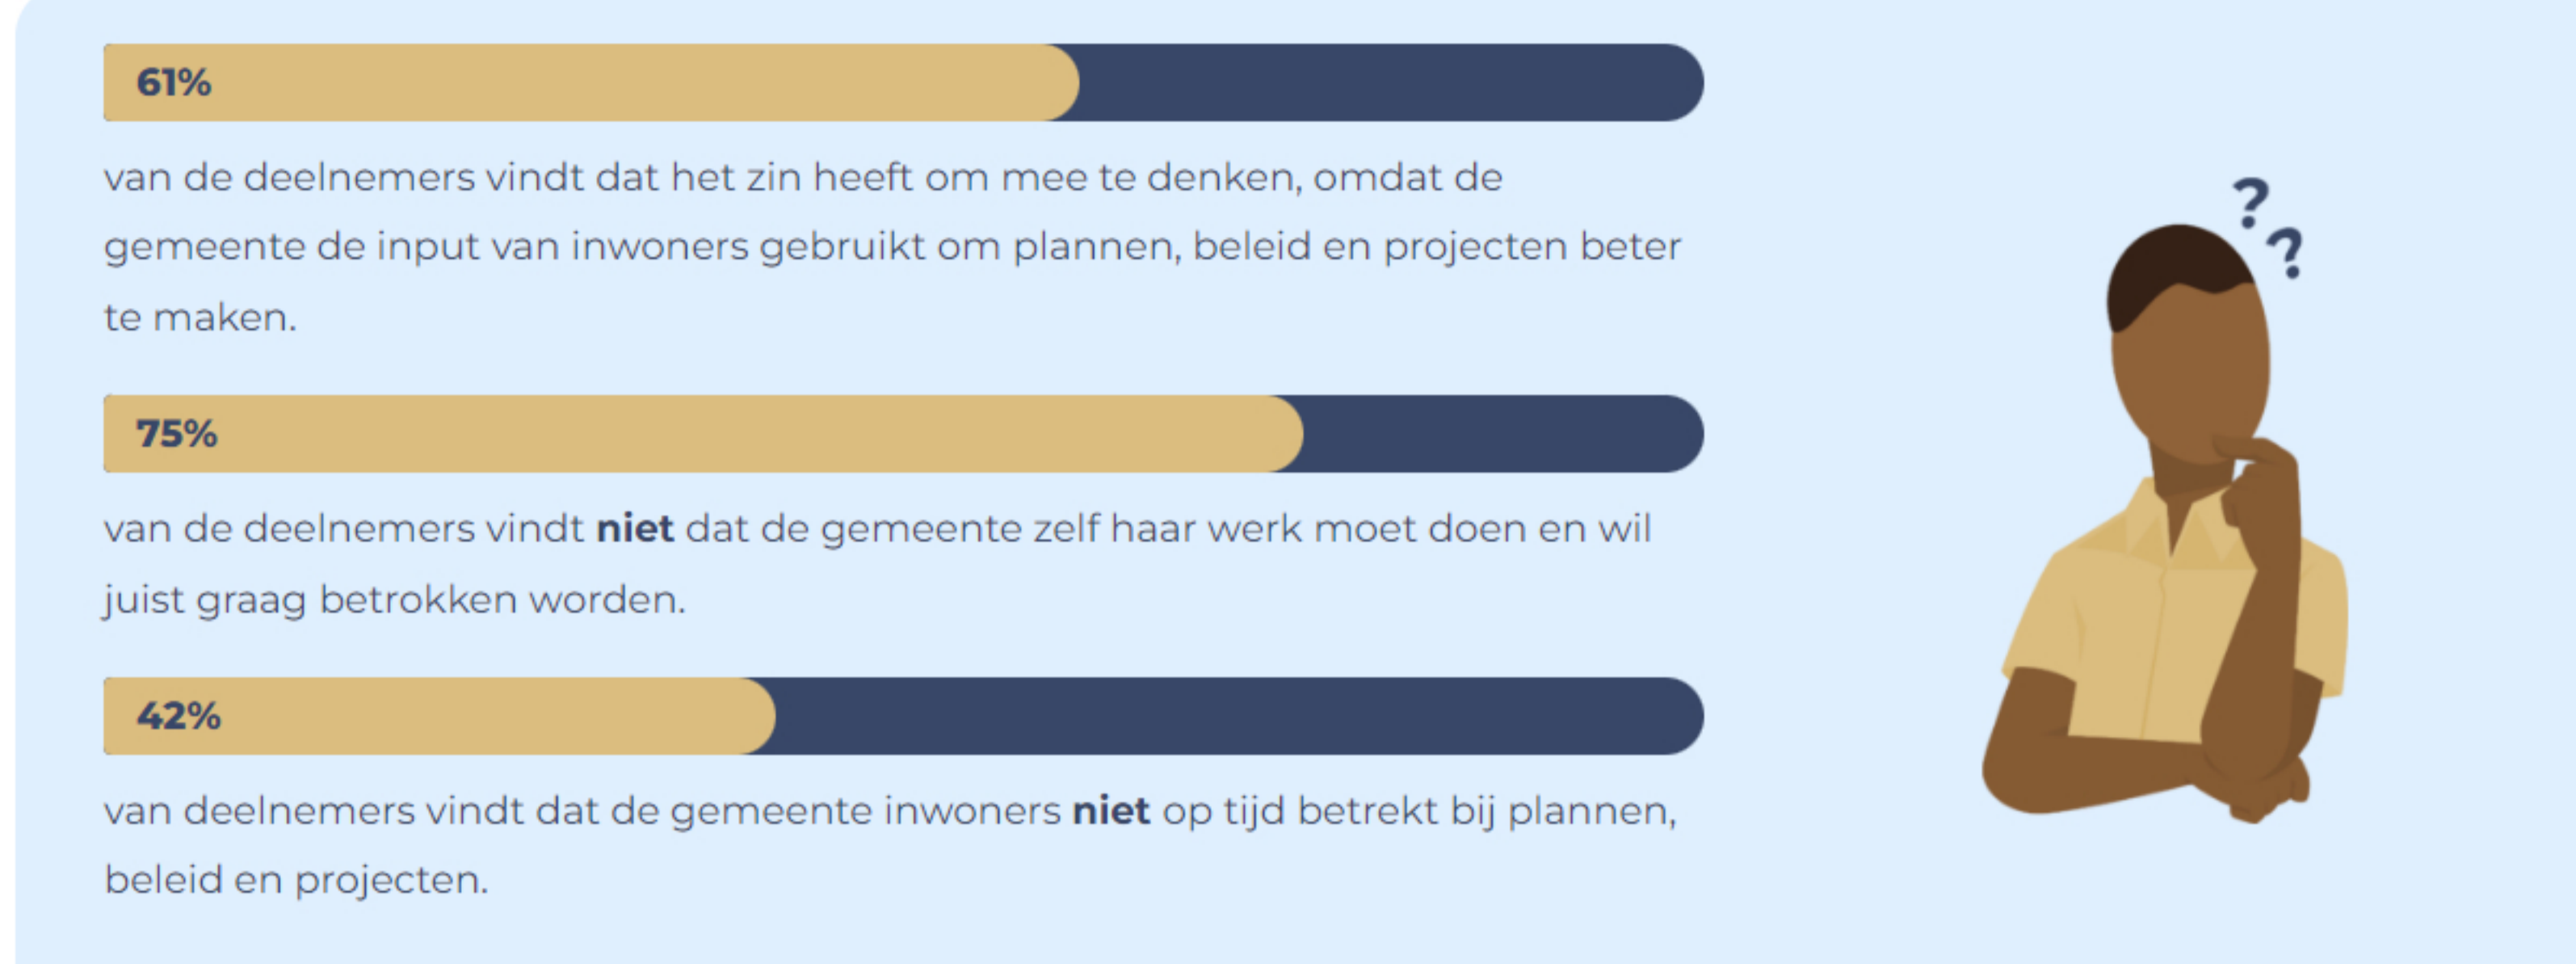 61%
van de deelnemers vindt dat het zin heeft om mee te denken, omdat de
gemeente de input van inwoners gebruikt om plannen, beleid en projecten beter
te maken.
75%
van de deelnemers vindt niet dat de gemeente zelf haar werk moet doen en wil
juist graag betrokken worden.
42%
van deelnemers vindt dat de gemeente inwoners niet op tijd betrekt bij plannen,
beleid en projecten.
?
?